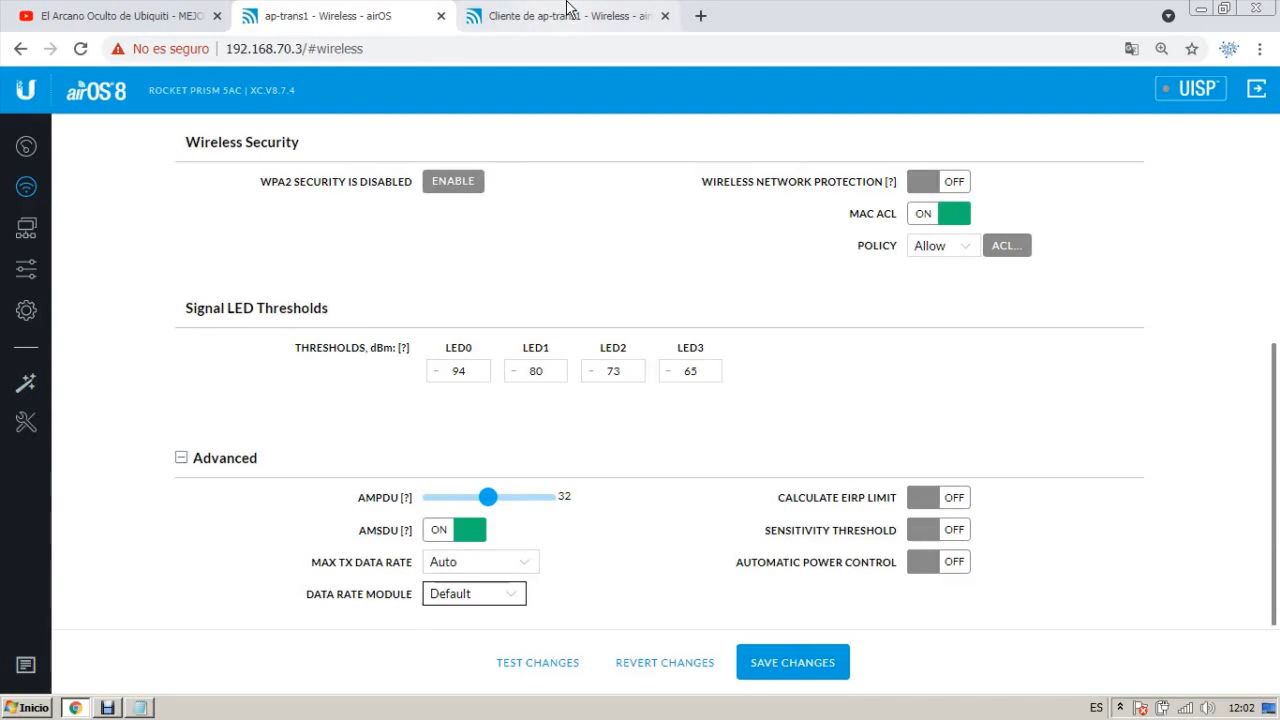 El Arcano Oculto de Ubiquiti - MEJO
ap-trans1 - Wireless - airOS
Cliente de ap-trans1 - Wireless - air
No es seguro 192.168.70.3/#wireless
airOS 8 ROCKET PRISM 5AC | XC.V8.7.4 UISP
Wireless Security
WPA2 SECURITY IS DISABLED ENABLE WIRELESS NETWORK PROTECTION [?] OFF
MAC ACL ON
POLICY Allow ACL...
Signal LED Thresholds
THRESHOLDS, dBm: [?] LED0 LED1 LED2 LED3
- 94 - 80 - 73 - 65
Advanced
AMPDU [?] 32 CALCULATE EIRP LIMIT OFF
AMSDU [?] ON SENSITIVITY THRESHOLD OFF
MAX TX DATA RATE Auto AUTOMATIC POWER CONTROL OFF
DATA RATE MODULE Default
TEST CHANGES REVERT CHANGES SAVE CHANGES
Inicio ES 12:02